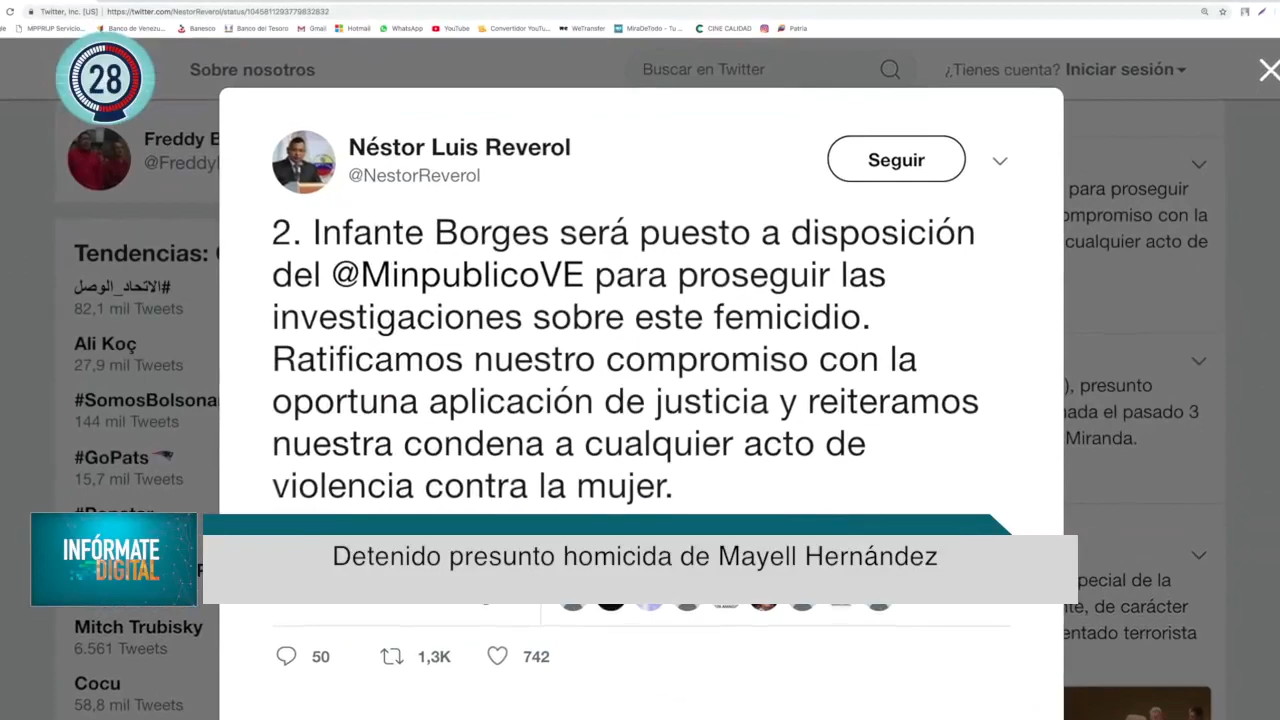 Twitter, Inc. [US] | https://twitter.com/NestorReverol/status/1045811293779832832
MPPRUP Servicio...
Banco de Venezu...
Banesco
Banco del Tesoro
Gmail
Hotmail
WhatsApp
YouTube
Convertidor YouTu...
WeTransfer
MiraDeTodo - Tu ...
CINE CALIDAD
Patria
28
Sobre nosotros
Buscar en Twitter
¿Tienes cuenta? Iniciar sesión
Freddy B
@Freddy
Néstor Luis Reverol
@NestorReverol
Seguir
2. Infante Borges será puesto a disposición
del @MinpublicoVE para proseguir las
investigaciones sobre este femicidio.
Ratificamos nuestro compromiso con la
oportuna aplicación de justicia y reiteramos
nuestra condena a cualquier acto de
violencia contra la mujer.
Tendencias:
#الاتحاد_الوصل
82,1 mil Tweets
Ali Koç
27,9 mil Tweets
#SomosBolsona
144 mil Tweets
#GoPats
15,7 mil Tweets
Mitch Trubisky
6.561 Tweets
Cocu
58,8 mil Tweets
para proseguir
ompromiso con la
cualquier acto de
), presunto
nada el pasado 3
Miranda.
pecial de la
nte, de carácter
entado terrorista
INFÓRMATE
DIGITAL
Detenido presunto homicida de Mayell Hernández
50
1,3K
742